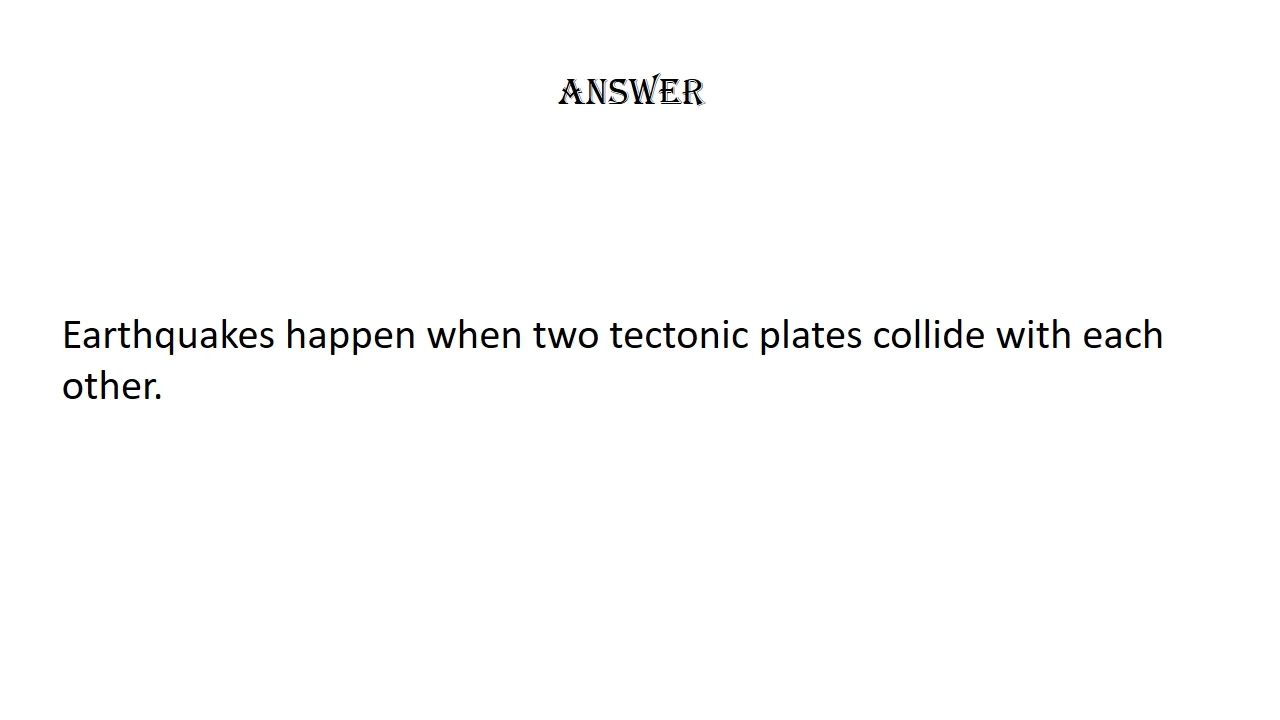 ANSWER
Earthquakes happen when two tectonic plates collide with each
other.